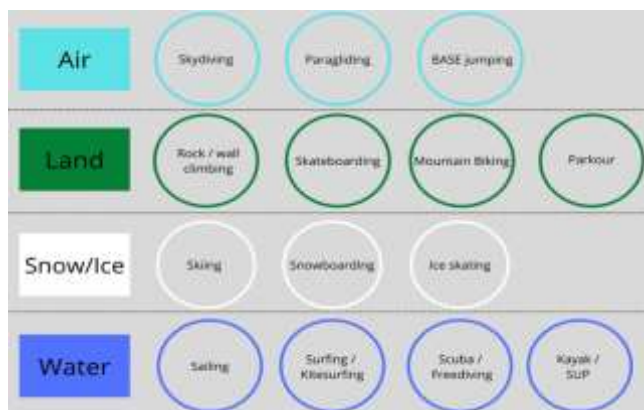 Air
Skydiving
Paragliding
BASE jumping
Land
Rock / wall
climbing
Skateboarding
Mountain Biking
Parkour
Snow/Ice
Skiing
Snowboarding
Ice skating
Water
Sailing
Surfing /
Kitesurfing
Scuba /
Freediving
Kayak /
SUP